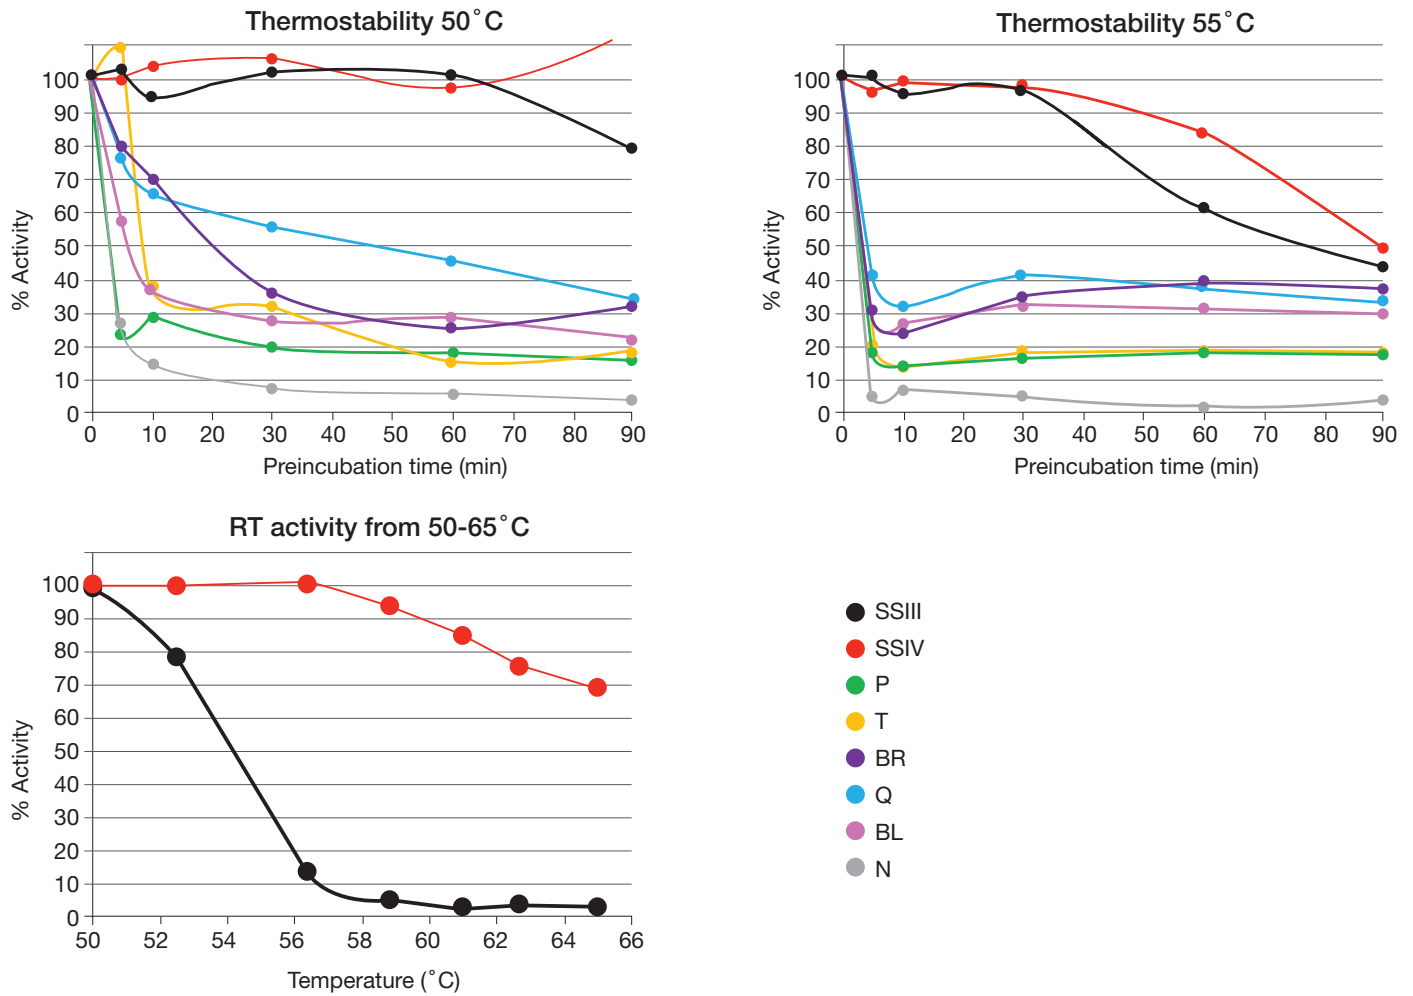 Thermostability 50˚C
% Activity
100
90
80
70
60
50
40
30
20
10
0
0 10 20 30 40 50 60 70 80 90
Preincubation time (min)
Thermostability 55˚C
% Activity
100
90
80
70
60
50
40
30
20
10
0
0 10 20 30 40 50 60 70 80 90
Preincubation time (min)
RT activity from 50-65˚C
% Activity
100
90
80
70
60
50
40
30
20
10
0
50 52 54 56 58 60 62 64 66
Temperature (˚C)
SSIII
SSIV
P
T
BR
Q
BL
N